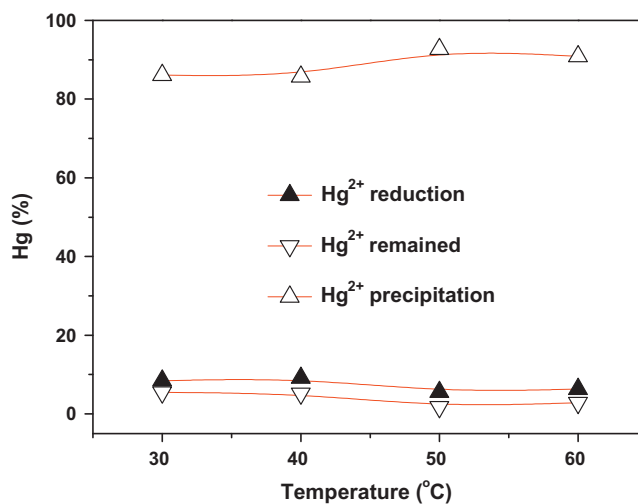 100
80
60
40
20
0
Hg (%)
Hg²⁺ reduction
Hg²⁺ remained
Hg²⁺ precipitation
30 40 50 60
Temperature (°C)